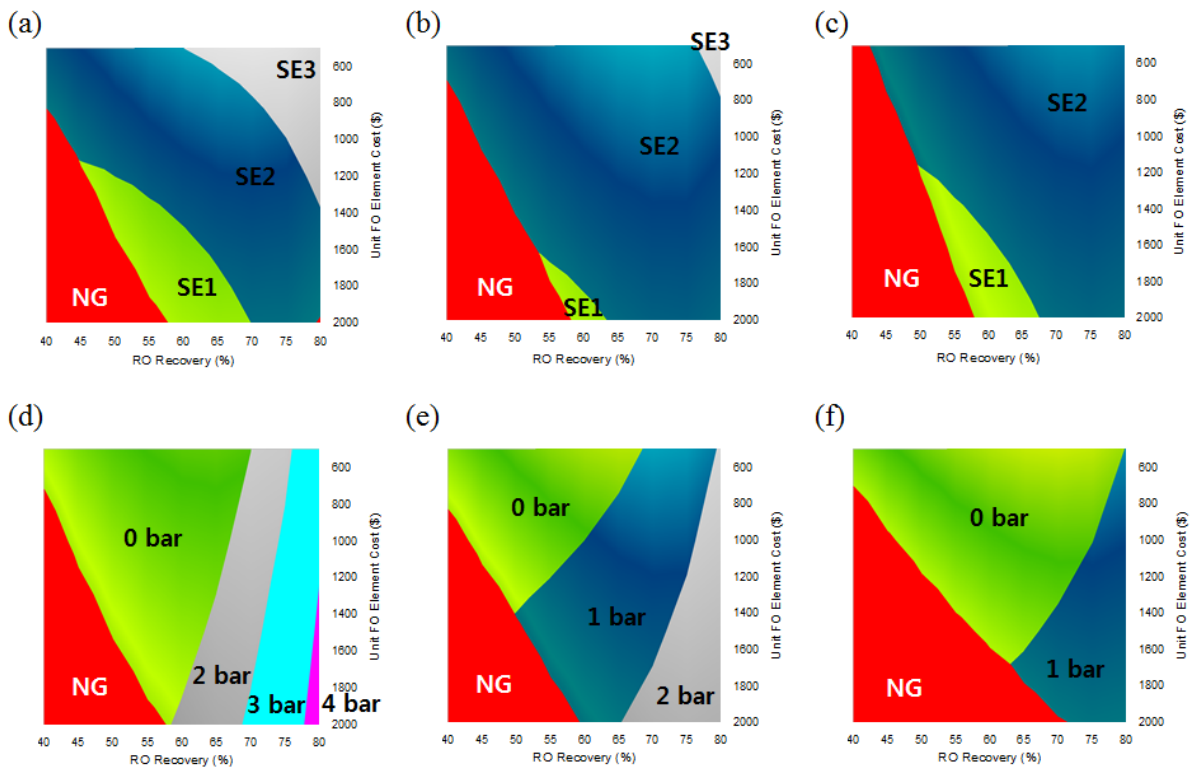 (a)
(b)
(c)
SE3
SE2
SE1
NG
600
800
1000
1200
1400
1600
1800
2000
Unit FO Element Cost ($)
40 45 50 55 60 65 70 75 80
RO Recovery (%)
SE3
SE2
SE1
NG
600
800
1000
1200
1400
1600
1800
2000
Unit FO Element Cost ($)
40 45 50 55 60 65 70 75 80
RO Recovery (%)
SE2
SE1
NG
600
800
1000
1200
1400
1600
1800
2000
Unit FO Element Cost ($)
40 45 50 55 60 65 70 75 80
RO Recovery (%)
(d)
(e)
(f)
0 bar
2 bar
3 bar
4 bar
NG
600
800
1000
1200
1400
1600
1800
2000
Unit FO Element Cost ($)
40 45 50 55 60 65 70 75 80
RO Recovery (%)
0 bar
1 bar
2 bar
NG
600
800
1000
1200
1400
1600
1800
2000
Unit FO Element Cost ($)
40 45 50 55 60 65 70 75 80
RO Recovery (%)
0 bar
1 bar
NG
600
800
1000
1200
1400
1600
1800
2000
Unit FO Element Cost ($)
40 45 50 55 60 65 70 75 80
RO Recovery (%)